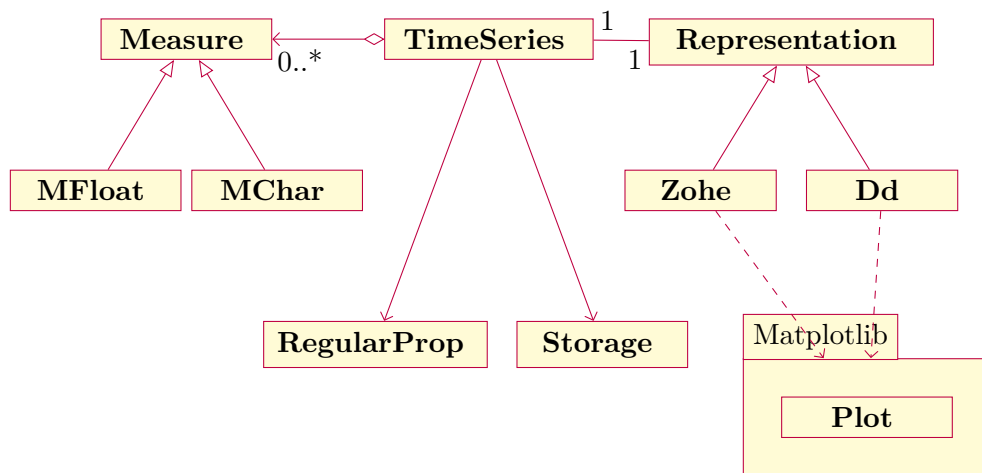 Measure
0..*
TimeSeries
1
1
Representation
MFloat
MChar
Zohe
Dd
RegularProp
Storage
Matplotlib
Plot